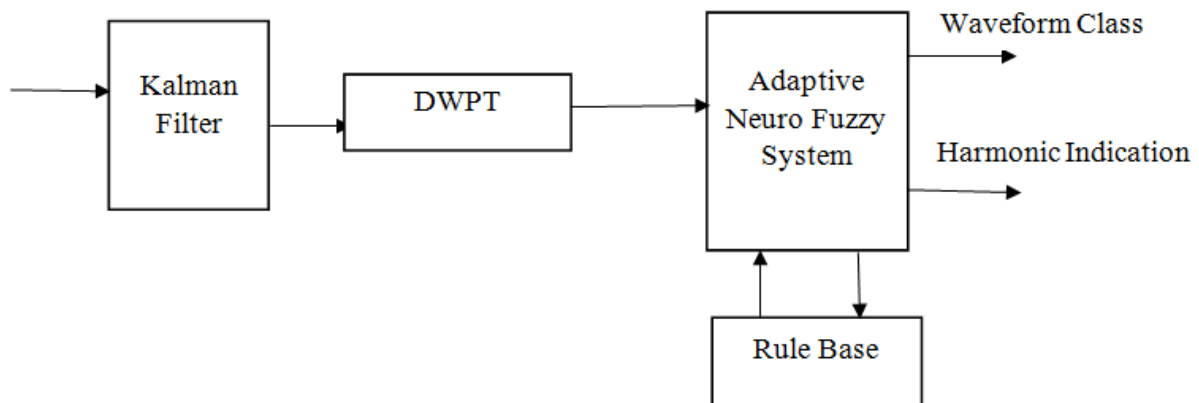 Kalman
Filter
DWPT
Adaptive
Neuro Fuzzy
System
Waveform Class
Harmonic Indication
Rule Base